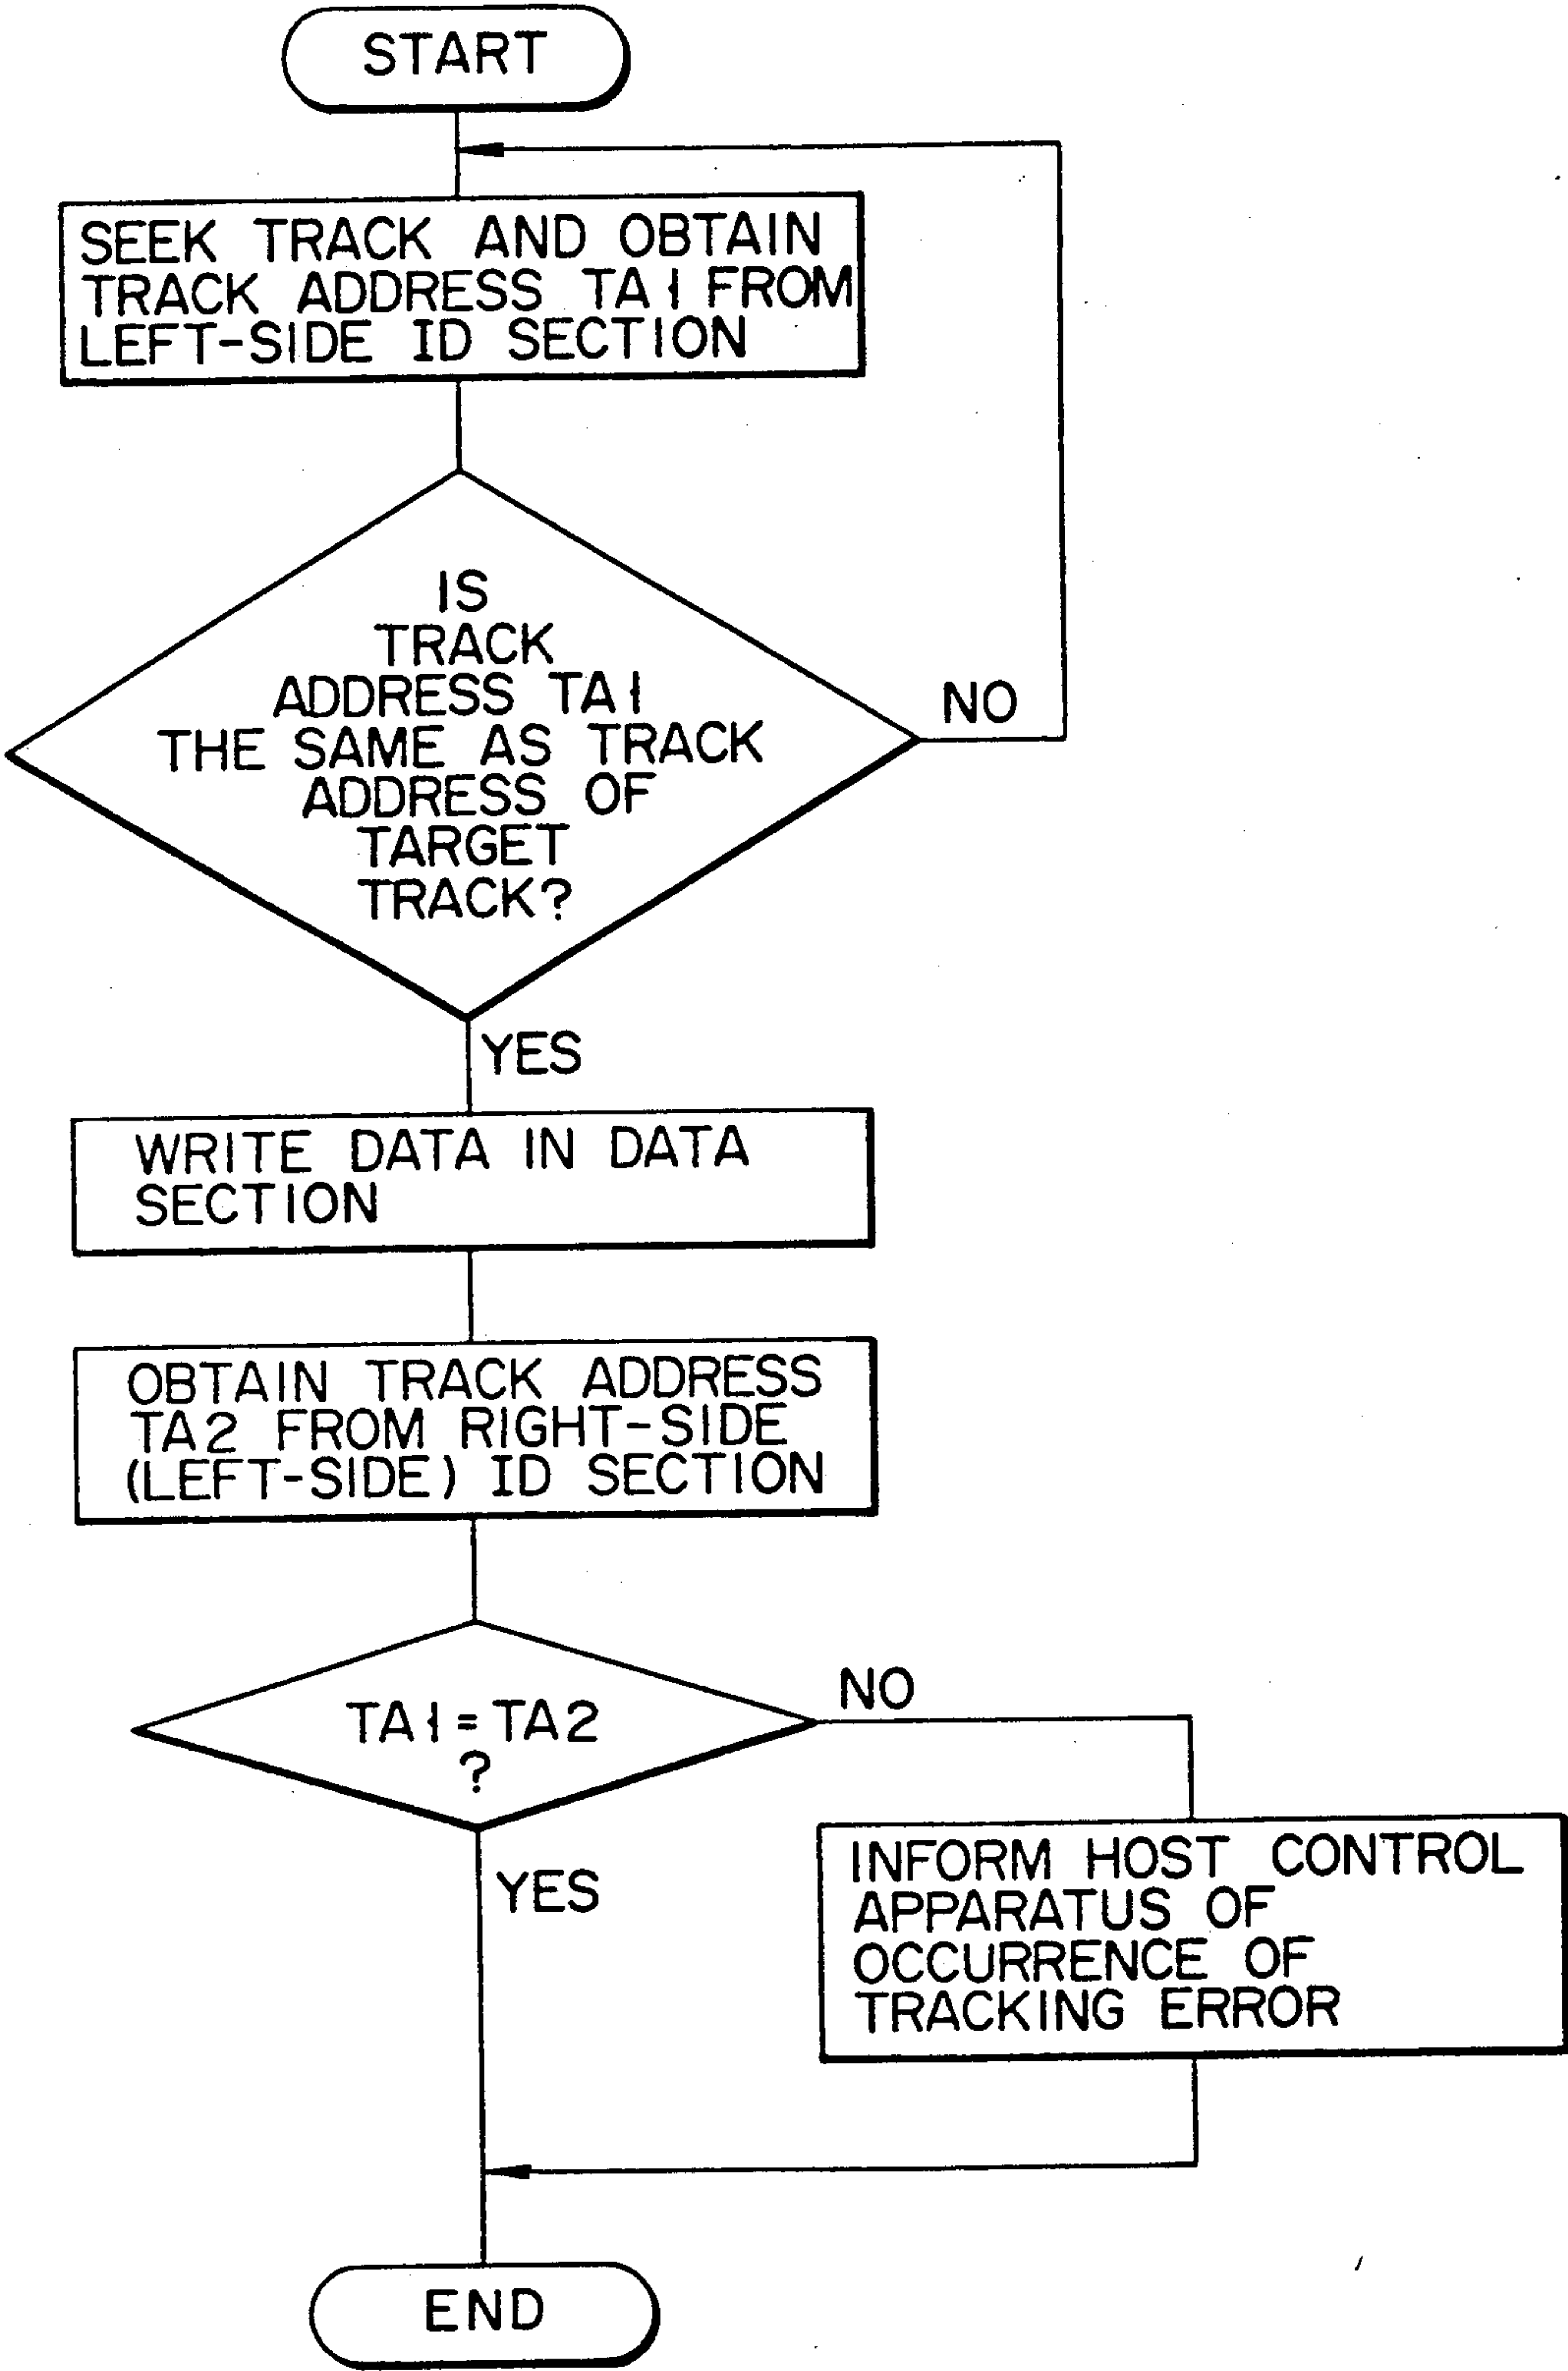 START
SEEK TRACK AND OBTAIN
TRACK ADDRESS TA1 FROM
LEFT-SIDE ID SECTION
IS
TRACK
ADDRESS TA1
THE SAME AS TRACK
ADDRESS OF
TARGET
TRACK?
NO
YES
WRITE DATA IN DATA
SECTION
OBTAIN TRACK ADDRESS
TA2 FROM RIGHT-SIDE
(LEFT-SIDE) ID SECTION
TA1=TA2
?
NO
YES
INFORM HOST CONTROL
APPARATUS OF
OCCURRENCE OF
TRACKING ERROR
END